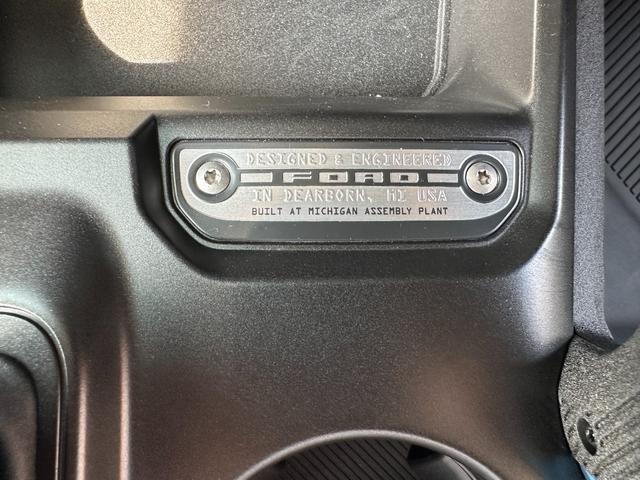 DESIGNED & ENGINEERED
FORD
IN DEARBORN, MI USA
BUILT AT MICHIGAN ASSEMBLY PLANT